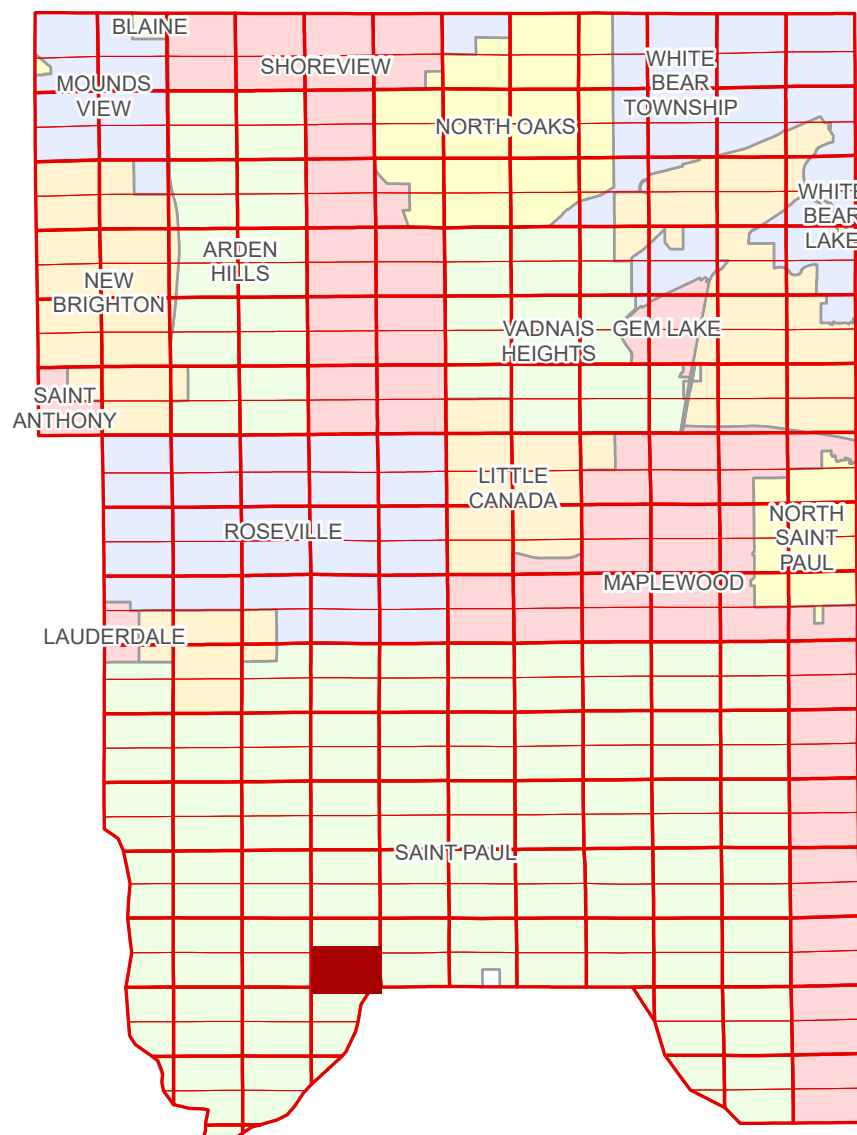 BLAINE
SHOREVIEW
WHITE
BEAR
TOWNSHIP
MOUNDS
VIEW
NORTH OAKS
WHITE
BEAR
LAKE
ARDEN
HILLS
NEW
BRIGHTON
VADNAIS
HEIGHTS
GEM LAKE
SAINT
ANTHONY
LITTLE
CANADA
NORTH
SAINT
PAUL
ROSEVILLE
MAPLEWOOD
LAUDERDALE
SAINT PAUL